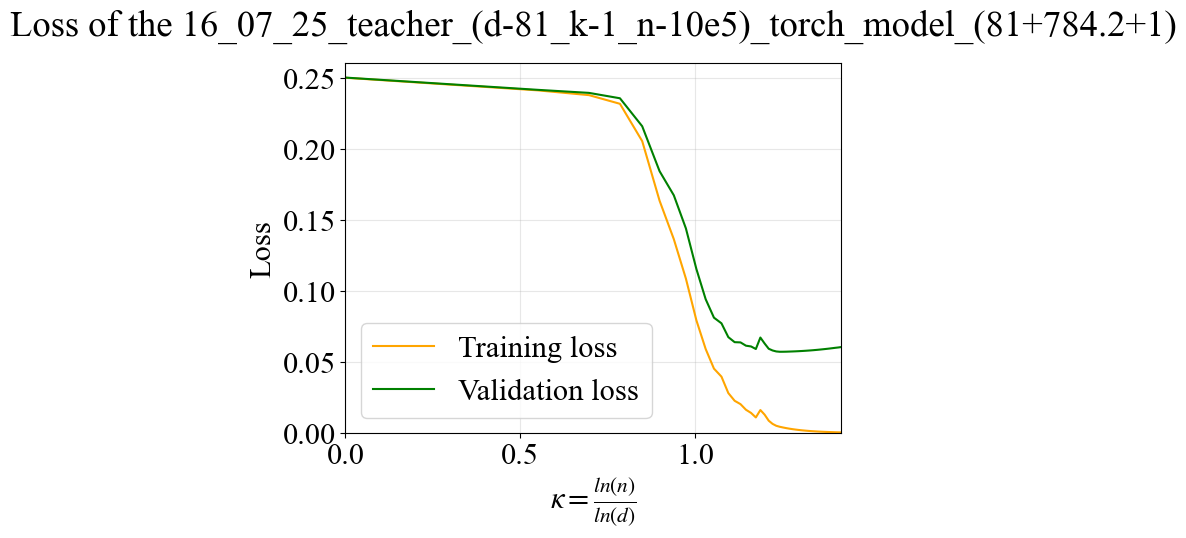 Loss of the 16_07_25_teacher_(d-81_k-1_n-10e5)_torch_model_(81+784.2+1)
0.25
0.20
0.15
0.10
0.05
0.00
Loss
Training loss
Validation loss
0.0 0.5 1.0
κ = ln(n) / ln(d)